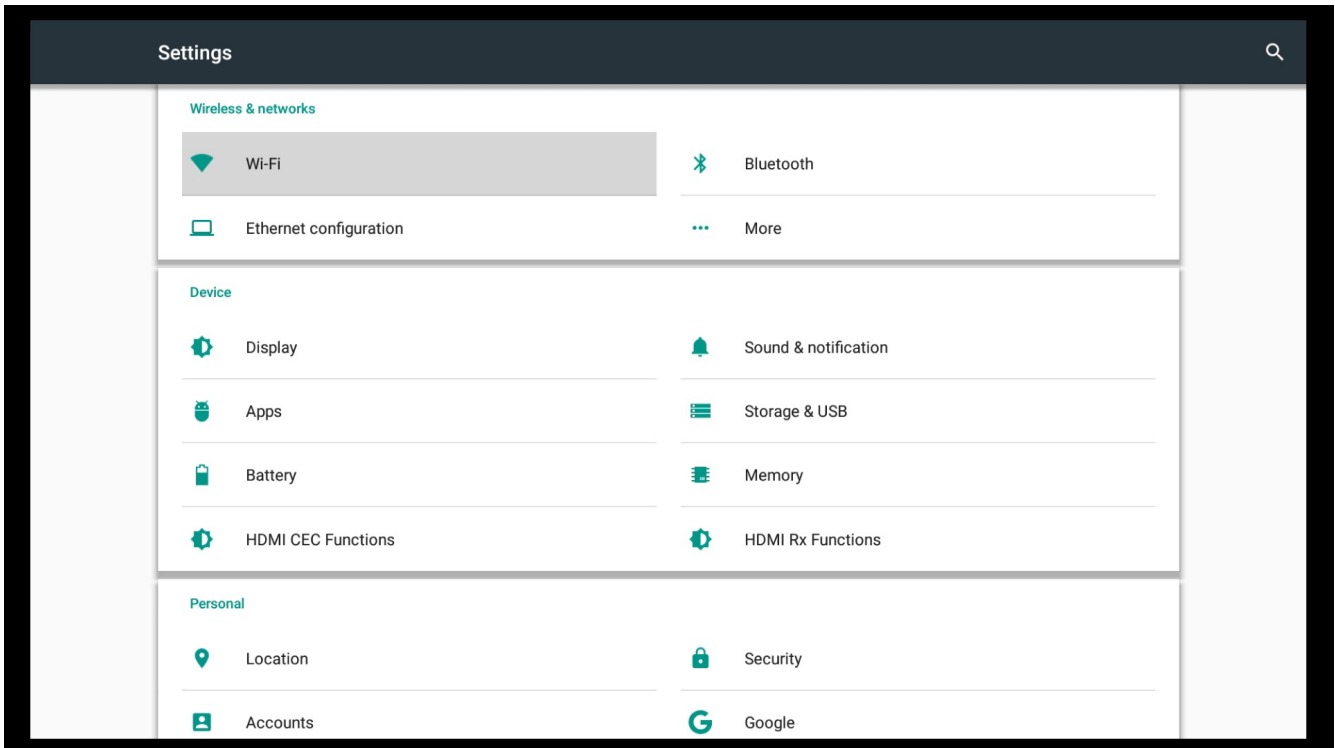 Settings
Wireless & networks
Wi-Fi
Bluetooth
Ethernet configuration
More
Device
Display
Sound & notification
Apps
Storage & USB
Battery
Memory
HDMI CEC Functions
HDMI Rx Functions
Personal
Location
Security
Accounts
Google